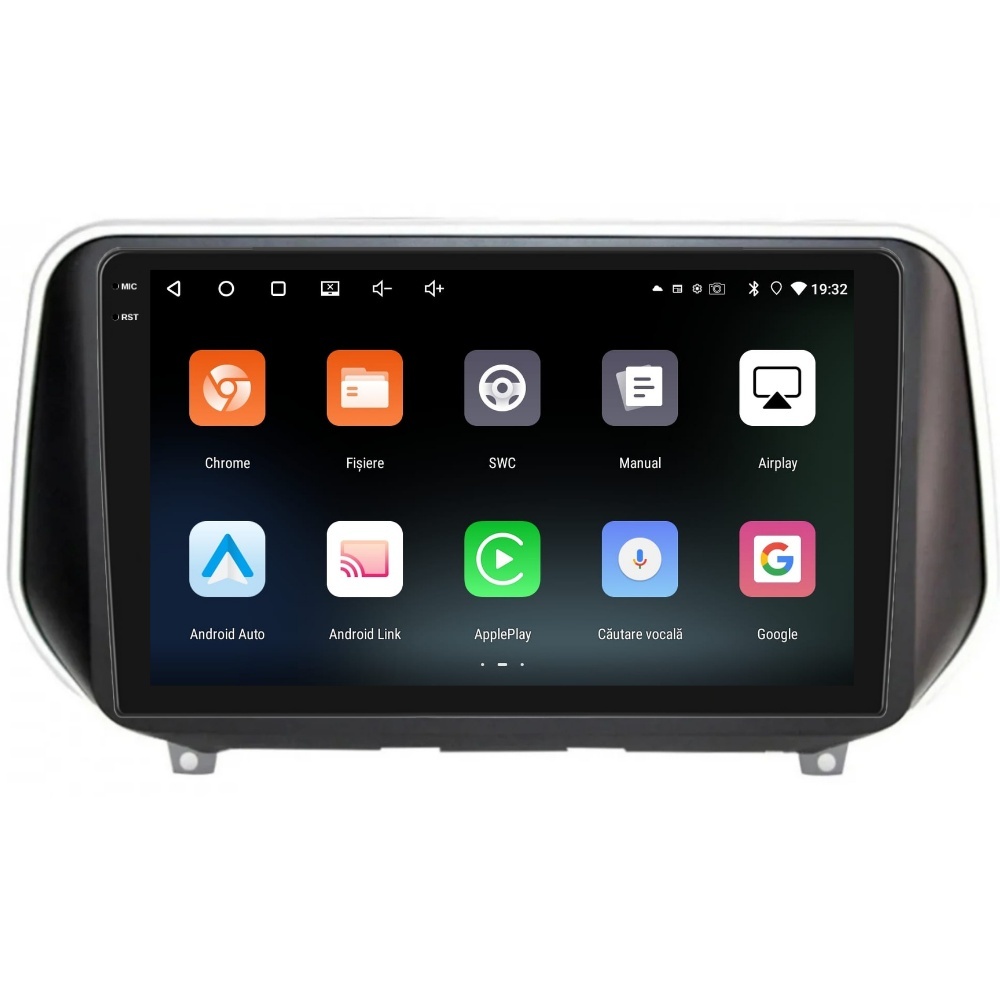 MIC
19:32
RST
Chrome
Fișiere
SWC
Manual
Airplay
Android Auto
Android Link
ApplePlay
Căutare vocală
Google